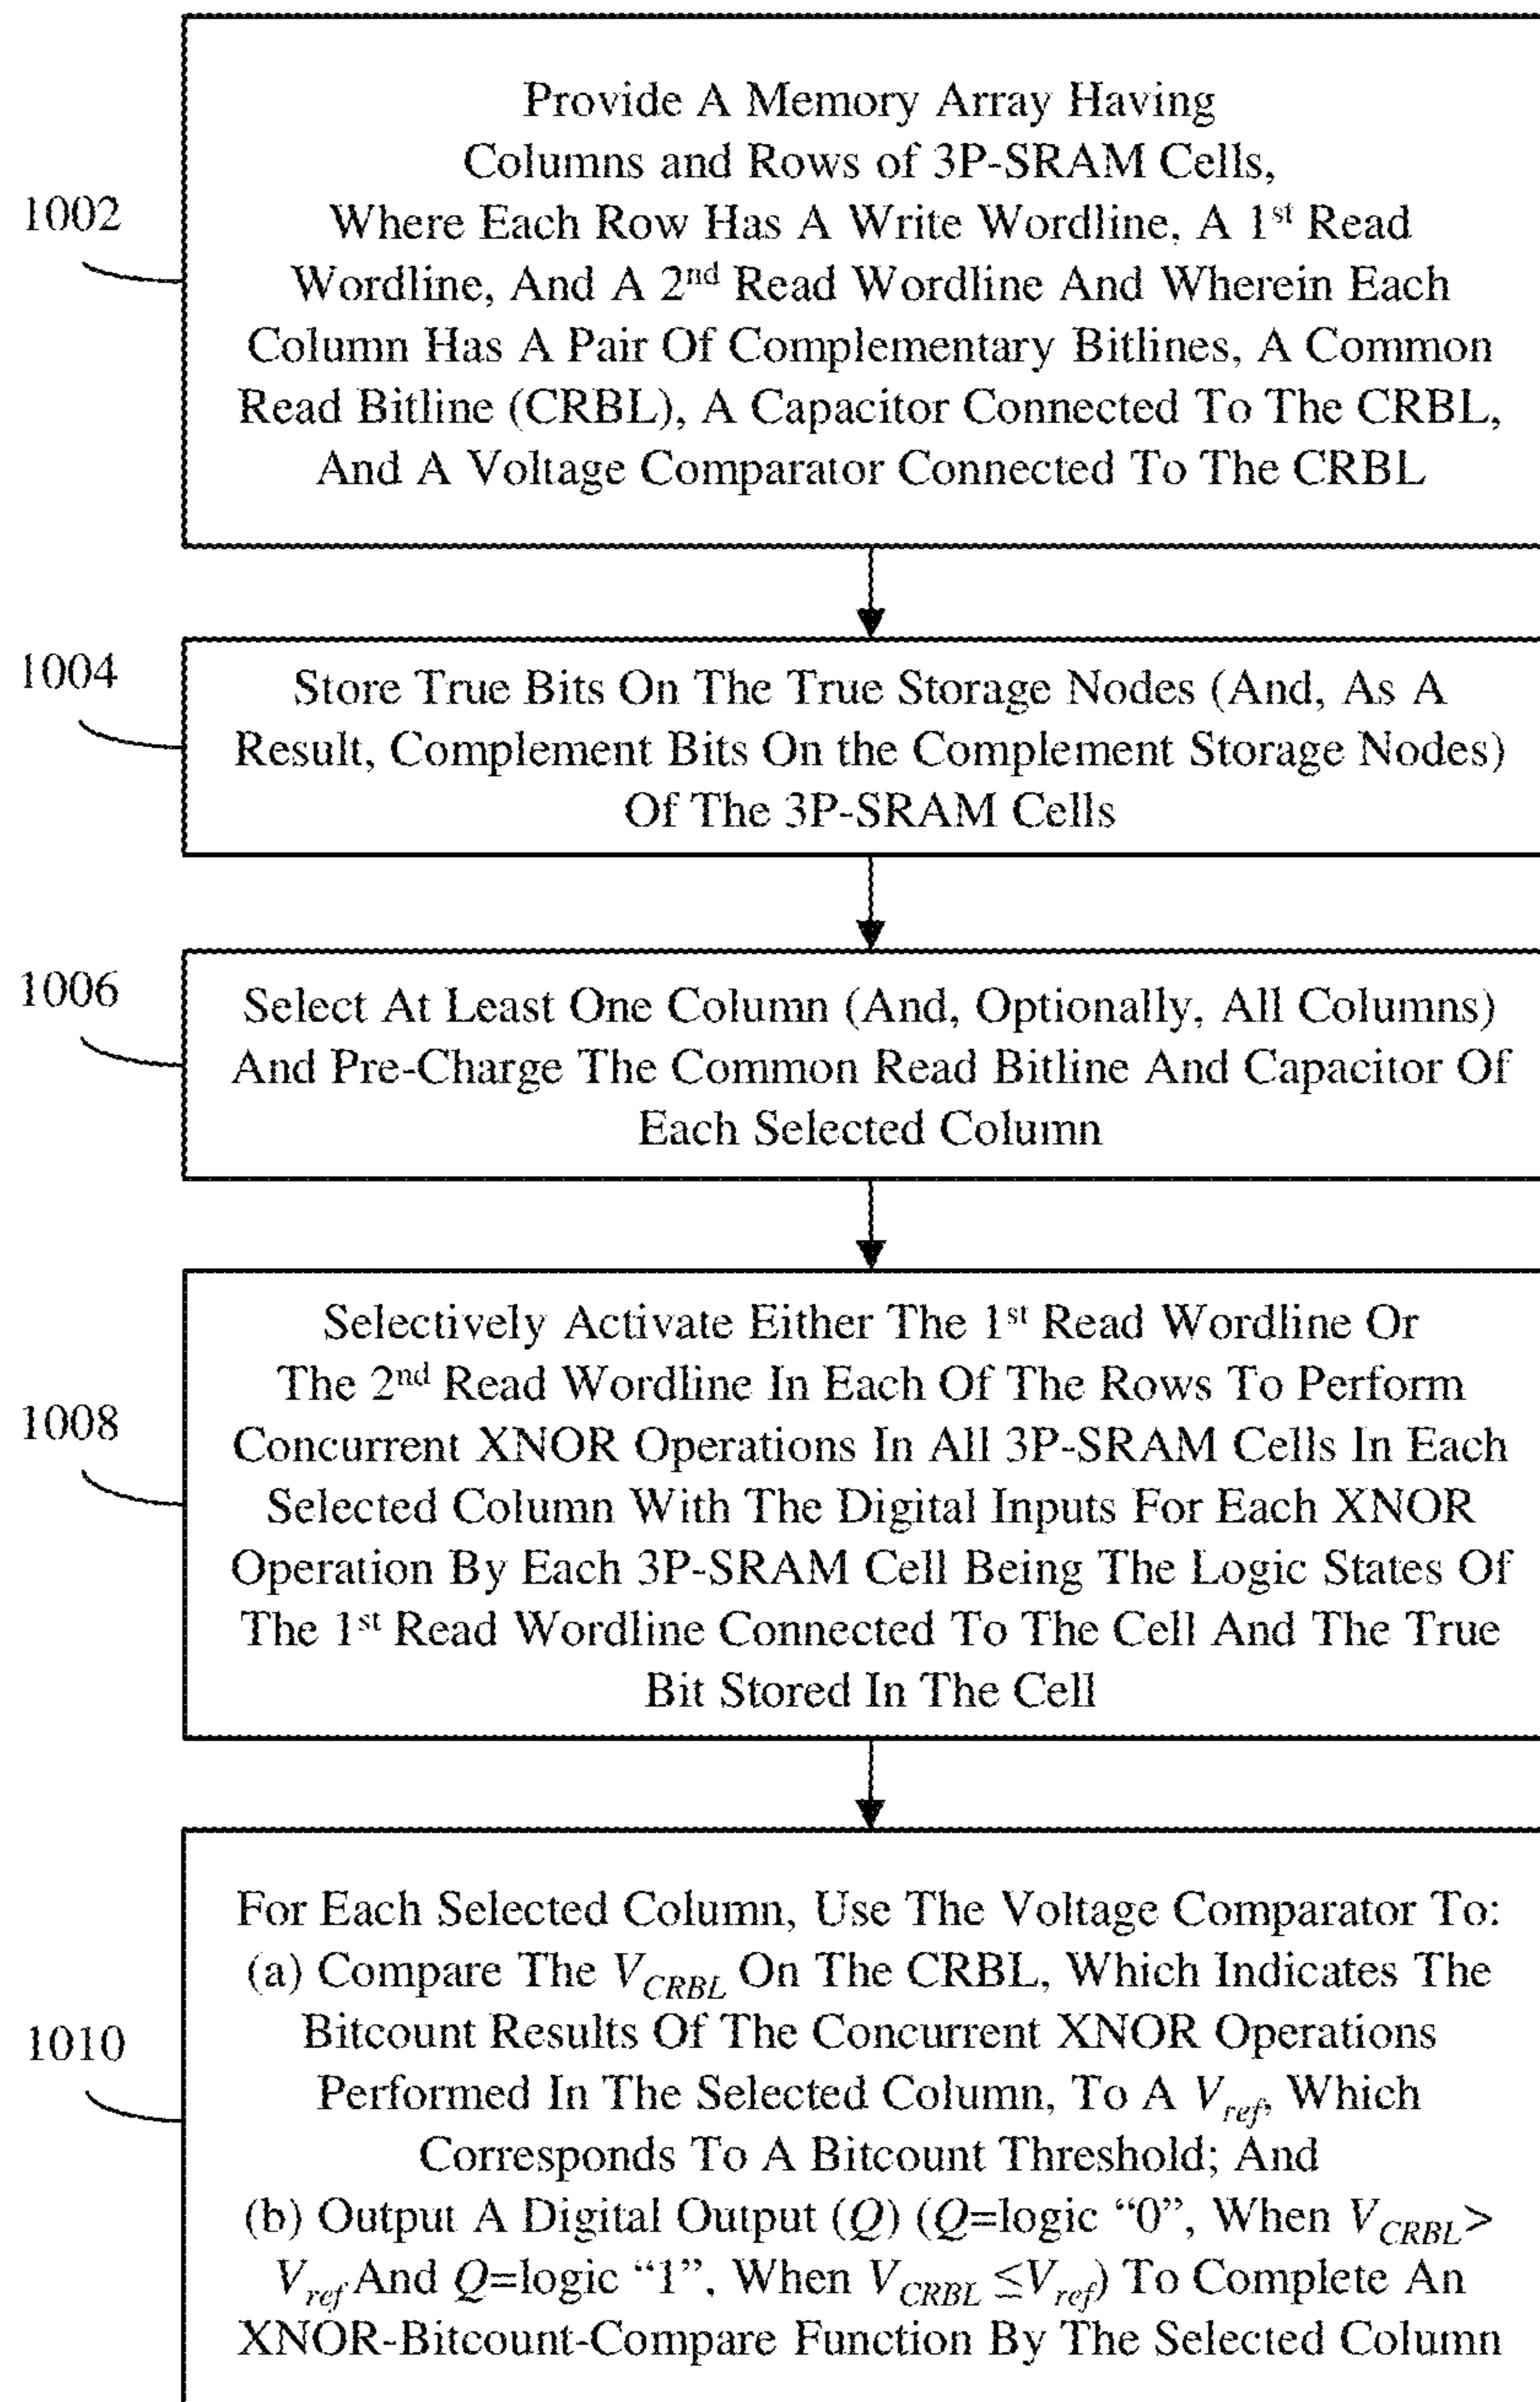 1002
Provide A Memory Array Having
Columns and Rows of 3P-SRAM Cells,
Where Each Row Has A Write Wordline, A 1st Read
Wordline, And A 2nd Read Wordline And Wherein Each
Column Has A Pair Of Complementary Bitlines, A Common
Read Bitline (CRBL), A Capacitor Connected To The CRBL,
And A Voltage Comparator Connected To The CRBL
1004
Store True Bits On The True Storage Nodes (And, As A
Result, Complement Bits On the Complement Storage Nodes)
Of The 3P-SRAM Cells
1006
Select At Least One Column (And, Optionally, All Columns)
And Pre-Charge The Common Read Bitline And Capacitor Of
Each Selected Column
1008
Selectively Activate Either The 1st Read Wordline Or
The 2nd Read Wordline In Each Of The Rows To Perform
Concurrent XNOR Operations In All 3P-SRAM Cells In Each
Selected Column With The Digital Inputs For Each XNOR
Operation By Each 3P-SRAM Cell Being The Logic States Of
The 1st Read Wordline Connected To The Cell And The True
Bit Stored In The Cell
1010
For Each Selected Column, Use The Voltage Comparator To:
(a) Compare The VCRBL On The CRBL, Which Indicates The
Bitcount Results Of The Concurrent XNOR Operations
Performed In The Selected Column, To A Vref, Which
Corresponds To A Bitcount Threshold; And
(b) Output A Digital Output (Q) (Q=logic “0”, When VCRBL>
Vref And Q=logic “1”, When VCRBL ≤Vref) To Complete An
XNOR-Bitcount-Compare Function By The Selected Column